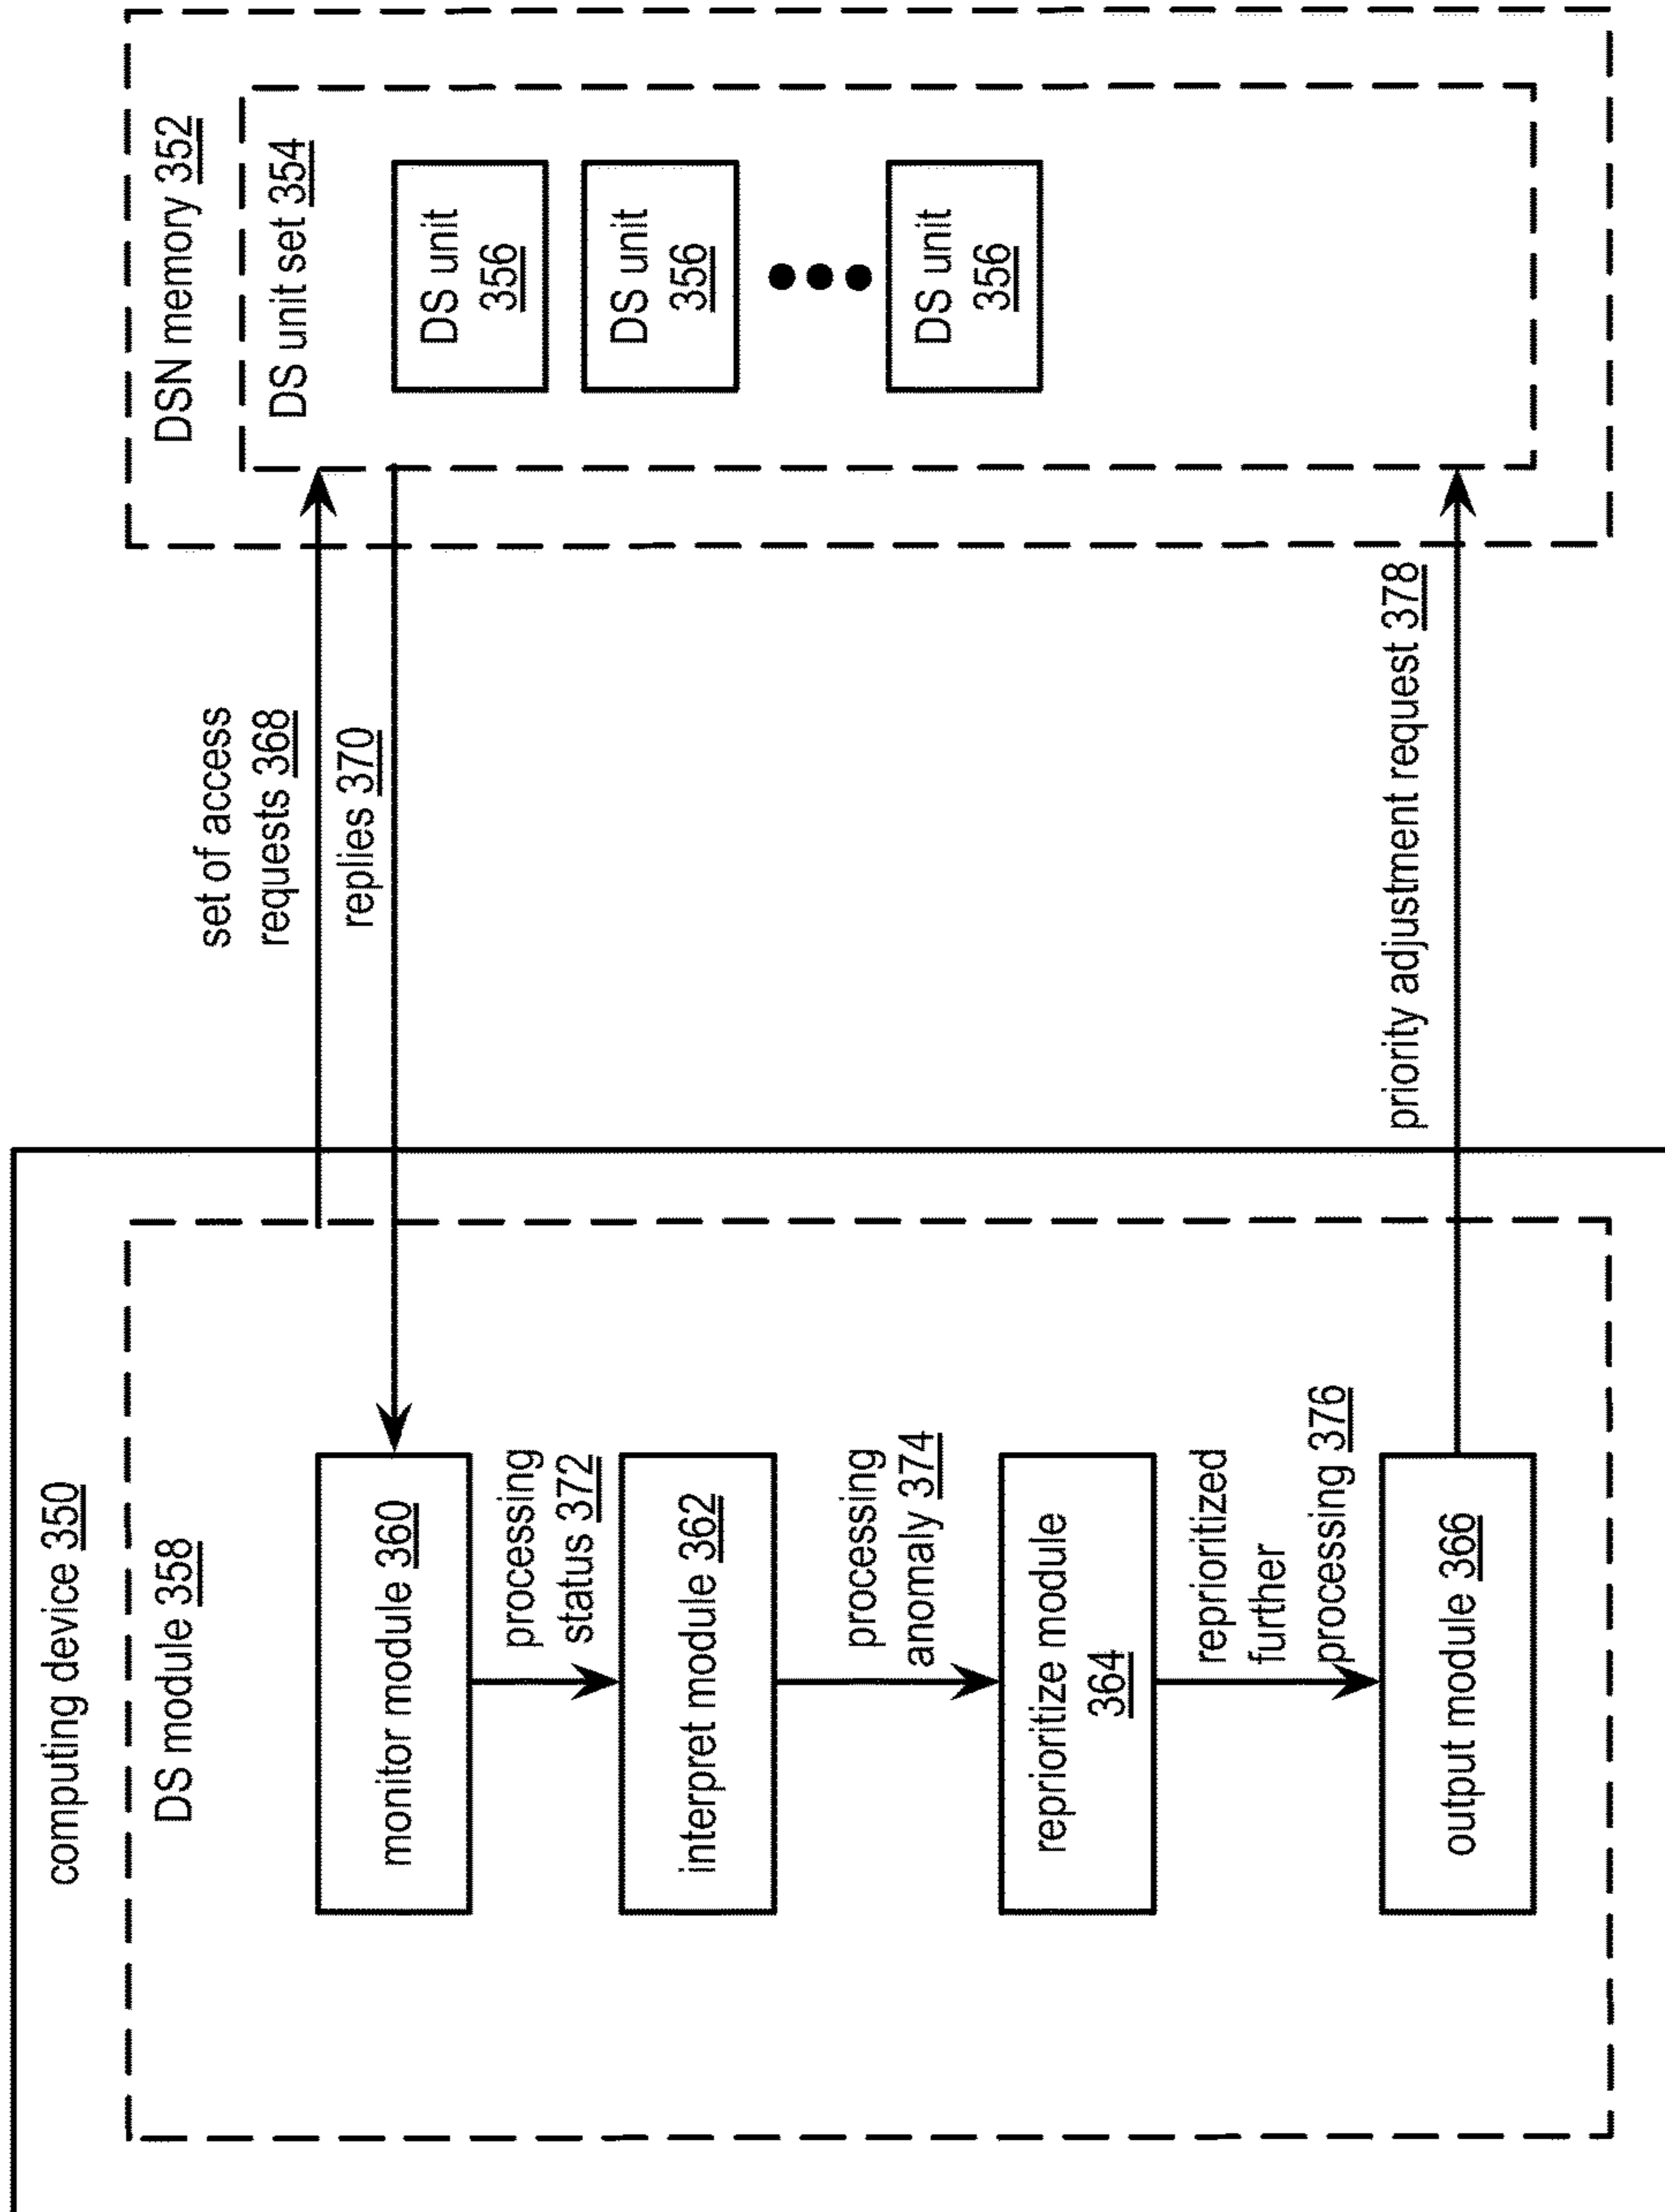 computing device 350
DS module 358
monitor module 360
processing
status 372
interpret module 362
processing
anomaly 374
reprioritize module
364
reprioritized
further
processing 376
output module 366
set of access
requests 368
replies 370
priority adjustment request 378
DSN memory 352
DS unit set 354
DS unit
356
DS unit
356
DS unit
356